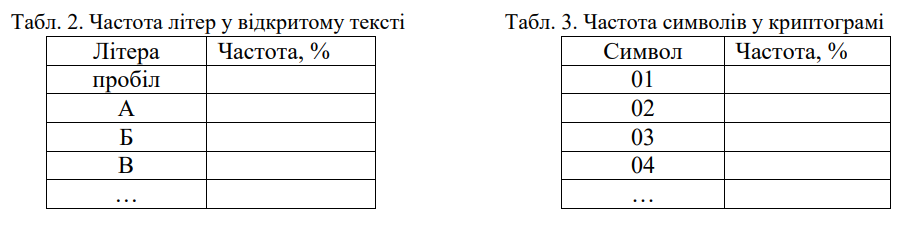 Табл. 2. Частота літер у відкритому тексті
Літера Частота, %
пробіл
А
Б
В
…
Табл. 3. Частота символів у криптограмі
Символ Частота, %
01
02
03
04
…